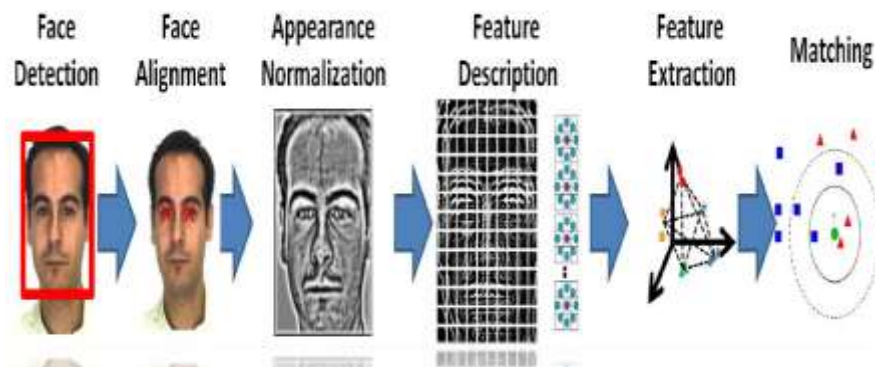 Face
Detection
Face
Alignment
Appearance
Normalization
Feature
Description
Feature
Extraction
Matching